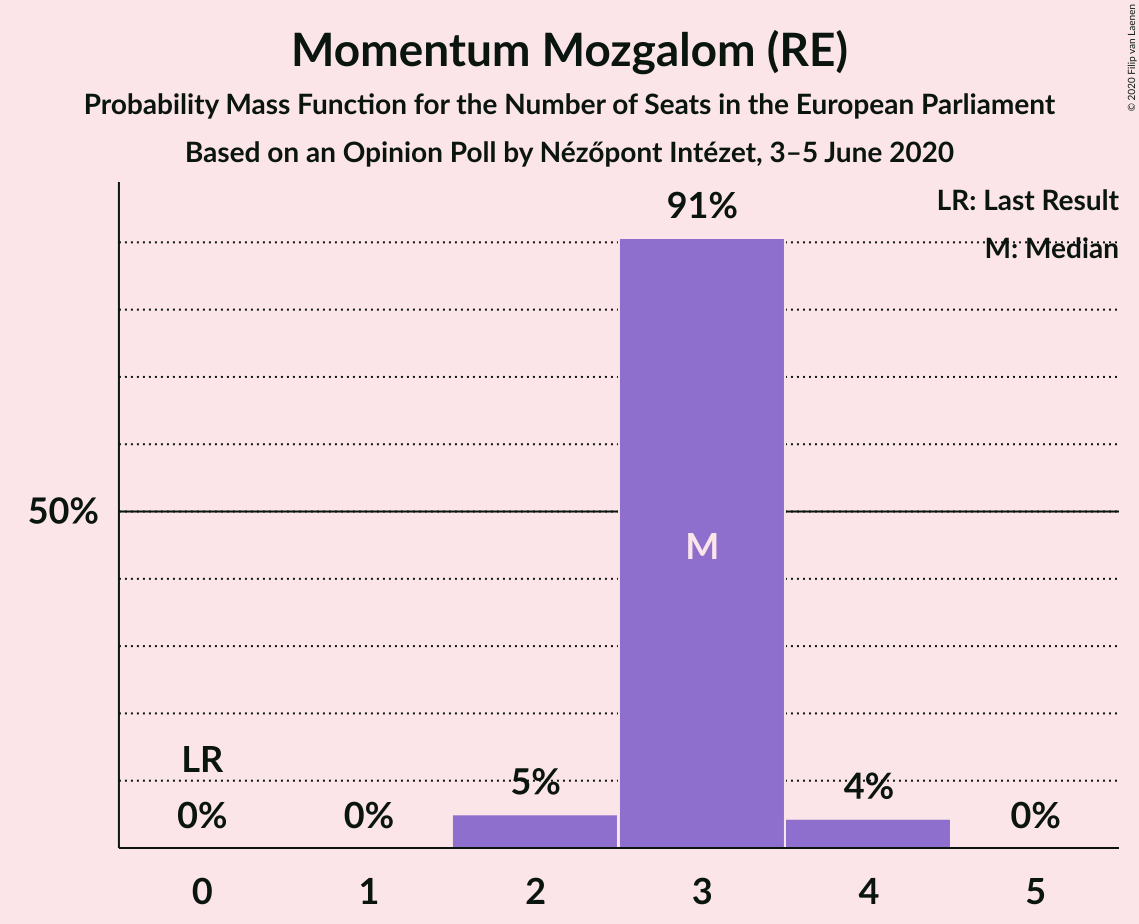 Momentum Mozgalom (RE)
Probability Mass Function for the Number of Seats in the European Parliament
Based on an Opinion Poll by Nézőpont Intézet, 3–5 June 2020
© 2020 Filip van Laenen
LR: Last Result
M: Median
91%
50%
M
LR
0%
0%
5%
4%
0%
0
1
2
3
4
5